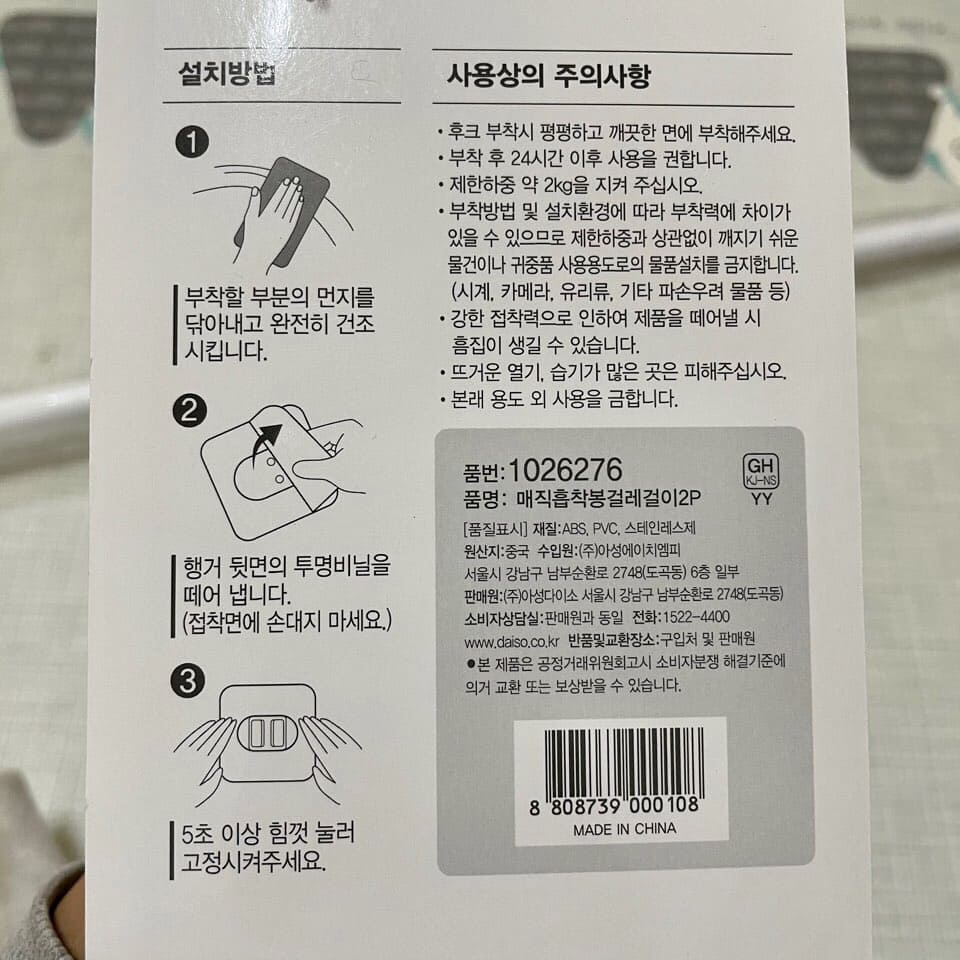 설치방법
1
부착할 부분의 먼지를
닦아내고 완전히 건조
시킵니다.
2
행거 뒷면의 투명비닐을
떼어 냅니다.
(접착면에 손대지 마세요.)
3
5초 이상 힘껏 눌러
고정시켜주세요.
사용상의 주의사항
• 후크 부착시 평평하고 깨끗한 면에 부착해주세요.
• 부착 후 24시간 이후 사용을 권합니다.
• 제한하중 약 2kg을 지켜 주십시오.
• 부착방법 및 설치환경에 따라 부착력에 차이가
있을 수 있으므로 제한하중과 상관없이 깨지기 쉬운
물건이나 귀중품 사용용도로의 물품설치를 금지합니다.
(시계, 카메라, 유리류, 기타 파손우려 물품 등)
• 강한 접착력으로 인하여 제품을 떼어낼 시
흠집이 생길 수 있습니다.
• 뜨거운 열기, 습기가 많은 곳은 피해주십시오.
• 본래 용도 외 사용을 금합니다.
품번: 1026276
품명: 매직흡착봉걸레걸이2P
GH
KJ-NS
YY
[품질표시] 재질:ABS, PVC, 스테인레스제
원산지:중국 수입원:(주)아성에이치엠피
서울시 강남구 남부순환로 2748(도곡동) 6층 일부
판매원:(주)아성다이소 서울시 강남구 남부순환로 2748(도곡동)
소비자상담실:판매원과 동일 전화:1522-4400
www.daiso.co.kr 반품및교환장소:구입처 및 판매원
●본 제품은 공정거래위원회고시 소비자분쟁 해결기준에
의거 교환 또는 보상받을 수 있습니다.
8 808739 000108
MADE IN CHINA